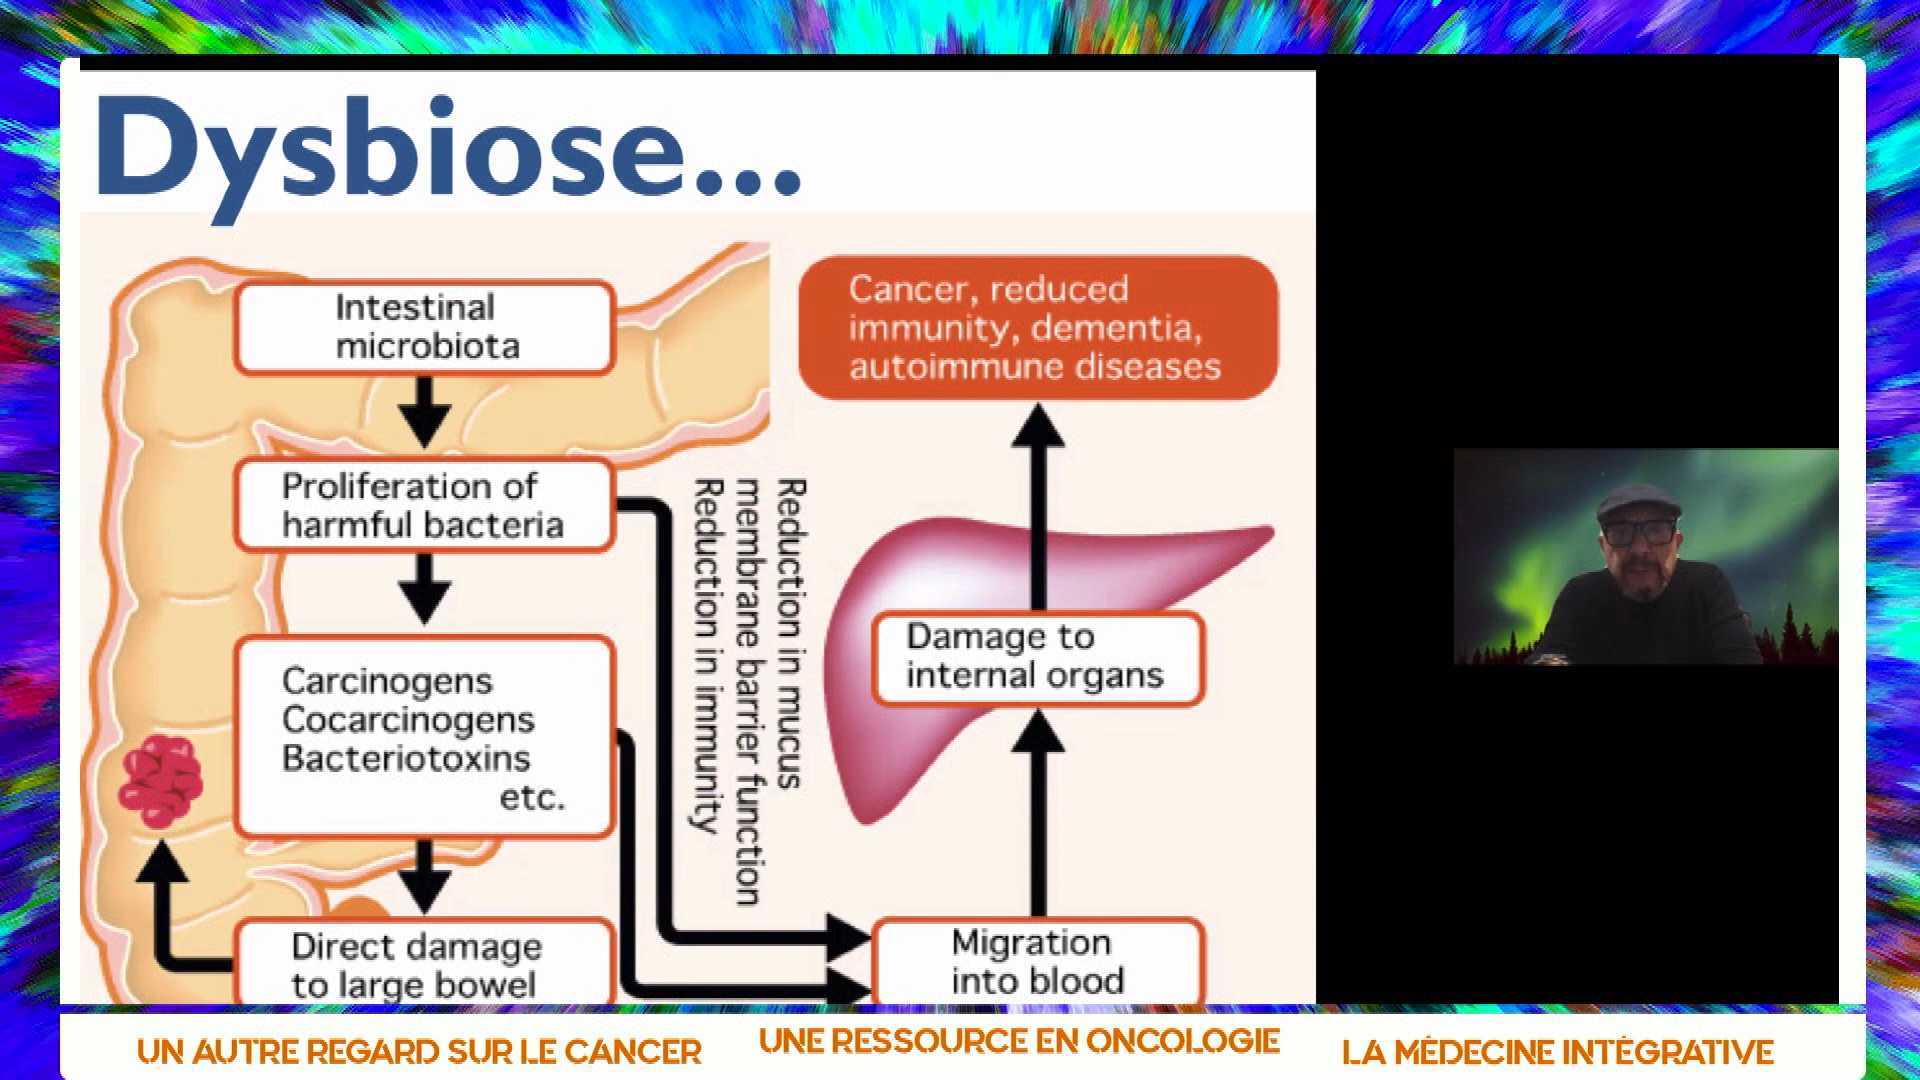 Dysbiose...
Intestinal
microbiota
Proliferation of
harmful bacteria
Carcinogens
Cocarcinogens
Bacteriotoxins
etc.
Direct damage
to large bowel
Reduction in mucus
membrane barrier function
Reduction in immunity
Cancer, reduced
immunity, dementia,
autoimmune diseases
Damage to
internal organs
Migration
into blood
UN AUTRE REGARD SUR LE CANCER
UNE RESSOURCE EN ONCOLOGIE
LA MÉDECINE INTÉGRATIVE